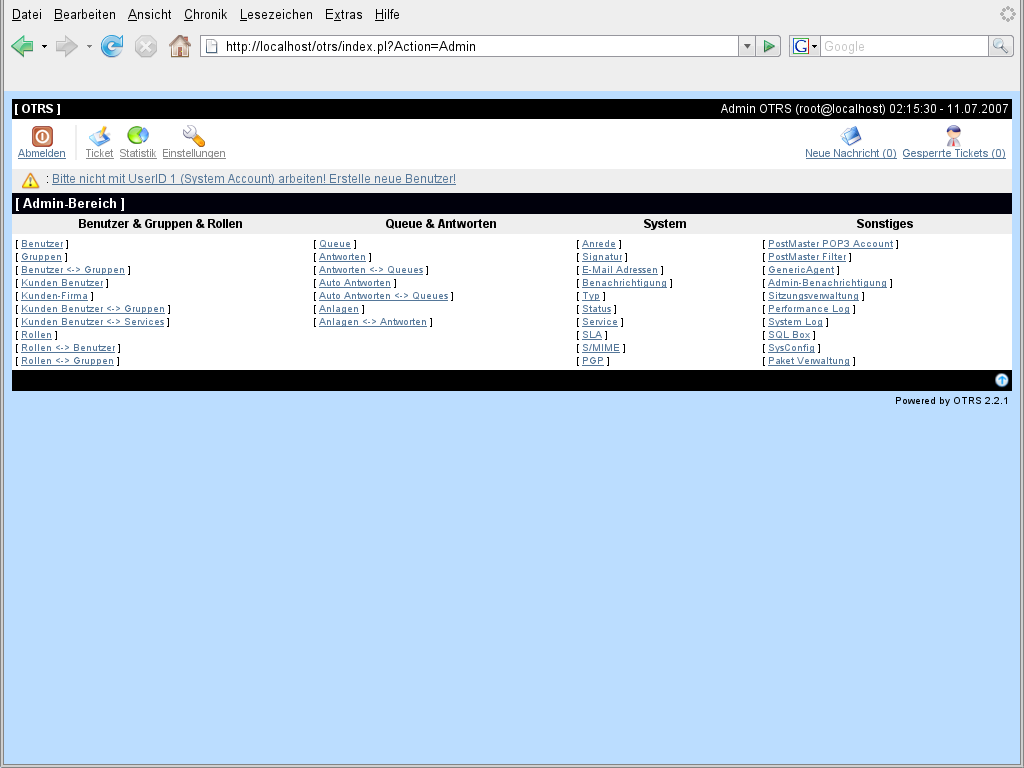 Datei Bearbeiten Ansicht Chronik Lesezeichen Extras Hilfe
http://localhost/otrs/index.pl?Action=Admin
G Google
[ OTRS ] Admin OTRS (root@localhost) 02:15:30 - 11.07.2007
Abmelden Ticket Statistik Einstellungen Neue Nachricht (0) Gesperrte Tickets (0)
: Bitte nicht mit UserID 1 (System Account) arbeiten! Erstelle neue Benutzer!
[ Admin-Bereich ]
Benutzer & Gruppen & Rollen Queue & Antworten System Sonstiges
[ Benutzer ] [ Queue ] [ Anrede ] [ PostMaster POP3 Account ]
[ Gruppen ] [ Antworten ] [ Signatur ] [ PostMaster Filter ]
[ Benutzer <-> Gruppen ] [ Antworten <-> Queues ] [ E-Mail Adressen ] [ GenericAgent ]
[ Kunden Benutzer ] [ Auto Antworten ] [ Benachrichtigung ] [ Admin-Benachrichtigung ]
[ Kunden-Firma ] [ Auto Antworten <-> Queues ] [ Typ ] [ Sitzungsverwaltung ]
[ Kunden Benutzer <-> Gruppen ] [ Anlagen ] [ Status ] [ Performance Log ]
[ Kunden Benutzer <-> Services ] [ Anlagen <-> Antworten ] [ Service ] [ System Log ]
[ Rollen ] [ SLA ] [ SQL Box ]
[ Rollen <-> Benutzer ] [ S/MIME ] [ SysConfig ]
[ Rollen <-> Gruppen ] [ PGP ] [ Paket Verwaltung ]
Powered by OTRS 2.2.1